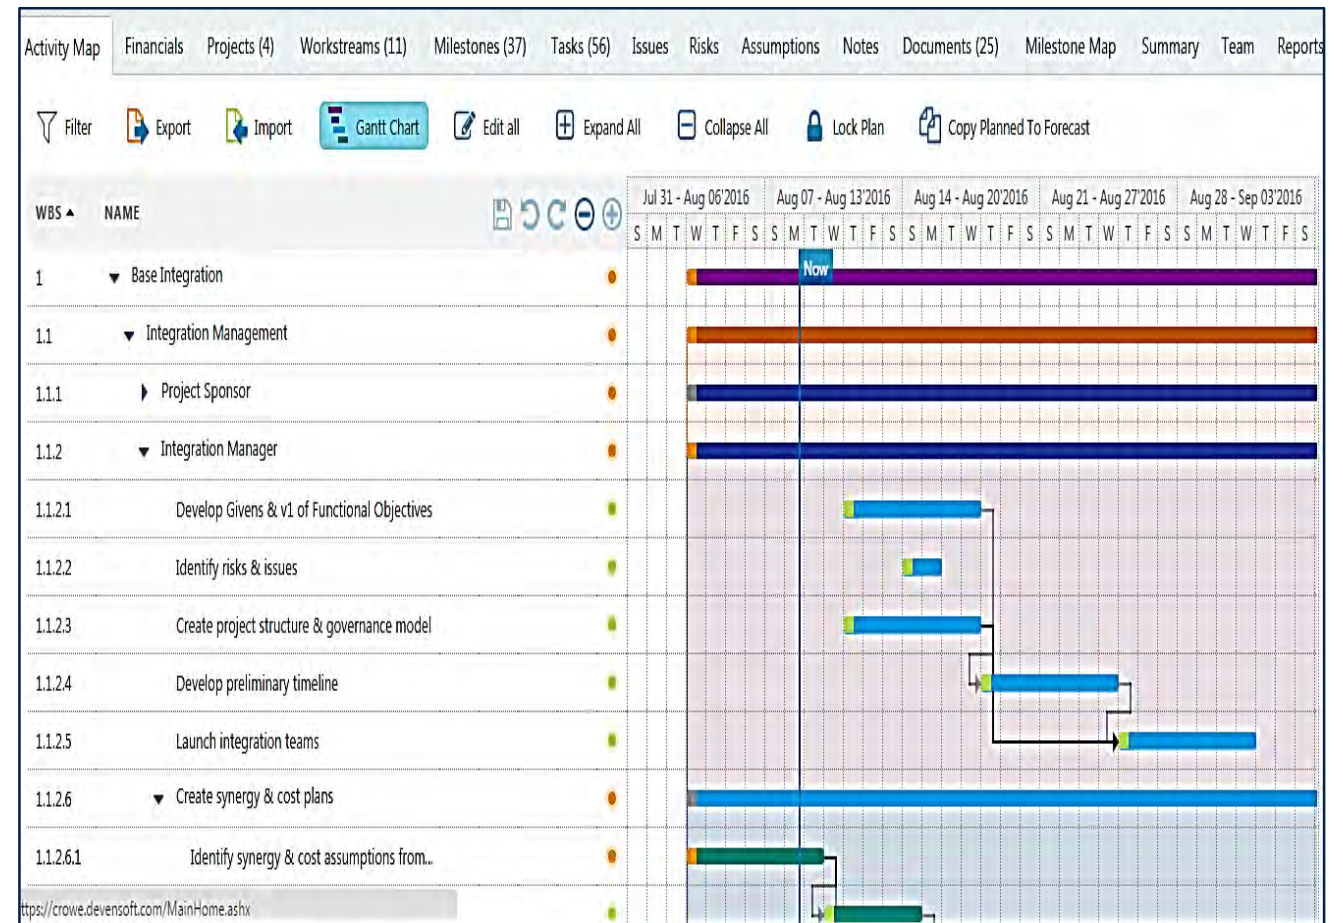 Activity Map Financials Projects (4) Workstreams (11) Milestones (37) Tasks (56) Issues Risks Assumptions Notes Documents (25) Milestone Map Summary Team Reports
Filter Export Import Gantt Chart Edit all Expand All Collapse All Lock Plan Copy Planned To Forecast
Jul 31 - Aug 06'2016 Aug 07 - Aug 13'2016 Aug 14 - Aug 20'2016 Aug 21 - Aug 27'2016 Aug 28 - Sep 03'2016
WBS NAME
S M T W T F S S M T W T F S S M T W T F S S M T W T F S S M T W T F S
Now
1 Base Integration
1.1 Integration Management
1.1.1 Project Sponsor
1.1.2 Integration Manager
1.1.2.1 Develop Givens & v1 of Functional Objectives
1.1.2.2 Identify risks & issues
1.1.2.3 Create project structure & governance model
1.1.2.4 Develop preliminary timeline
1.1.2.5 Launch integration teams
1.1.2.6 Create synergy & cost plans
1.1.2.6.1 Identify synergy & cost assumptions from...
ttps://crowe.devensoft.com/MainHome.ashx